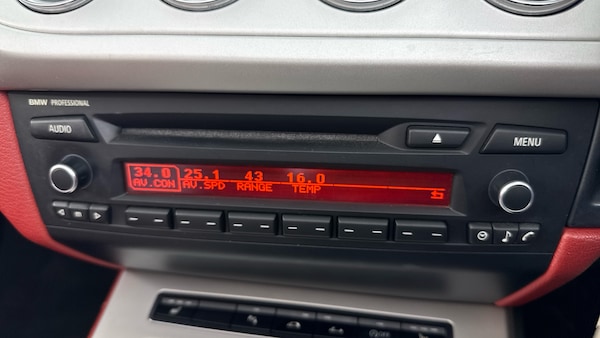 BMW PROFESSIONAL
AUDIO
MENU
34.0 25.1 43 16.0
AV.CON AV.SPD RANGE TEMP